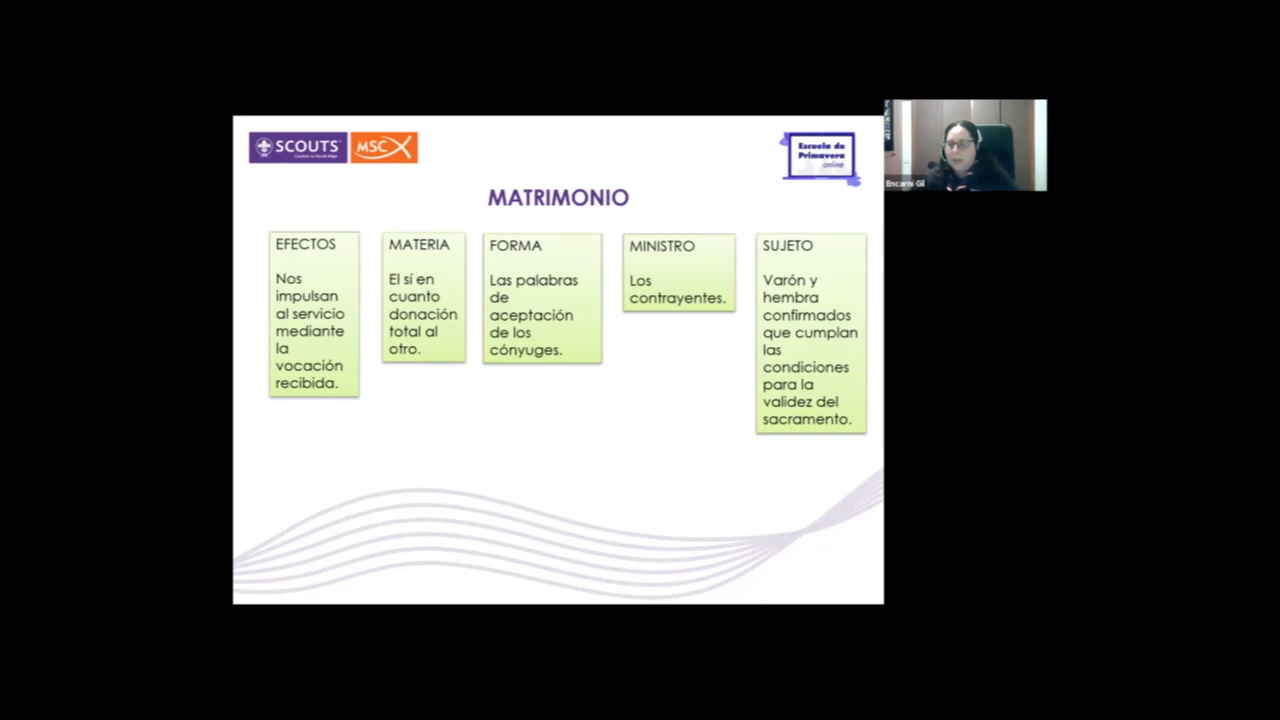 SCOUTS
MSC
Escuela de
Primavera
online
Encarni Gil
MATRIMONIO
EFECTOS
Nos
impulsan
al servicio
mediante
la
vocación
recibida.
MATERIA
El sí en
cuanto
donación
total al
otro.
FORMA
Las palabras
de
aceptación
de los
cónyuges.
MINISTRO
Los
contrayentes.
SUJETO
Varón y
hembra
confirmados
que cumplan
las
condiciones
para la
validez del
sacramento.